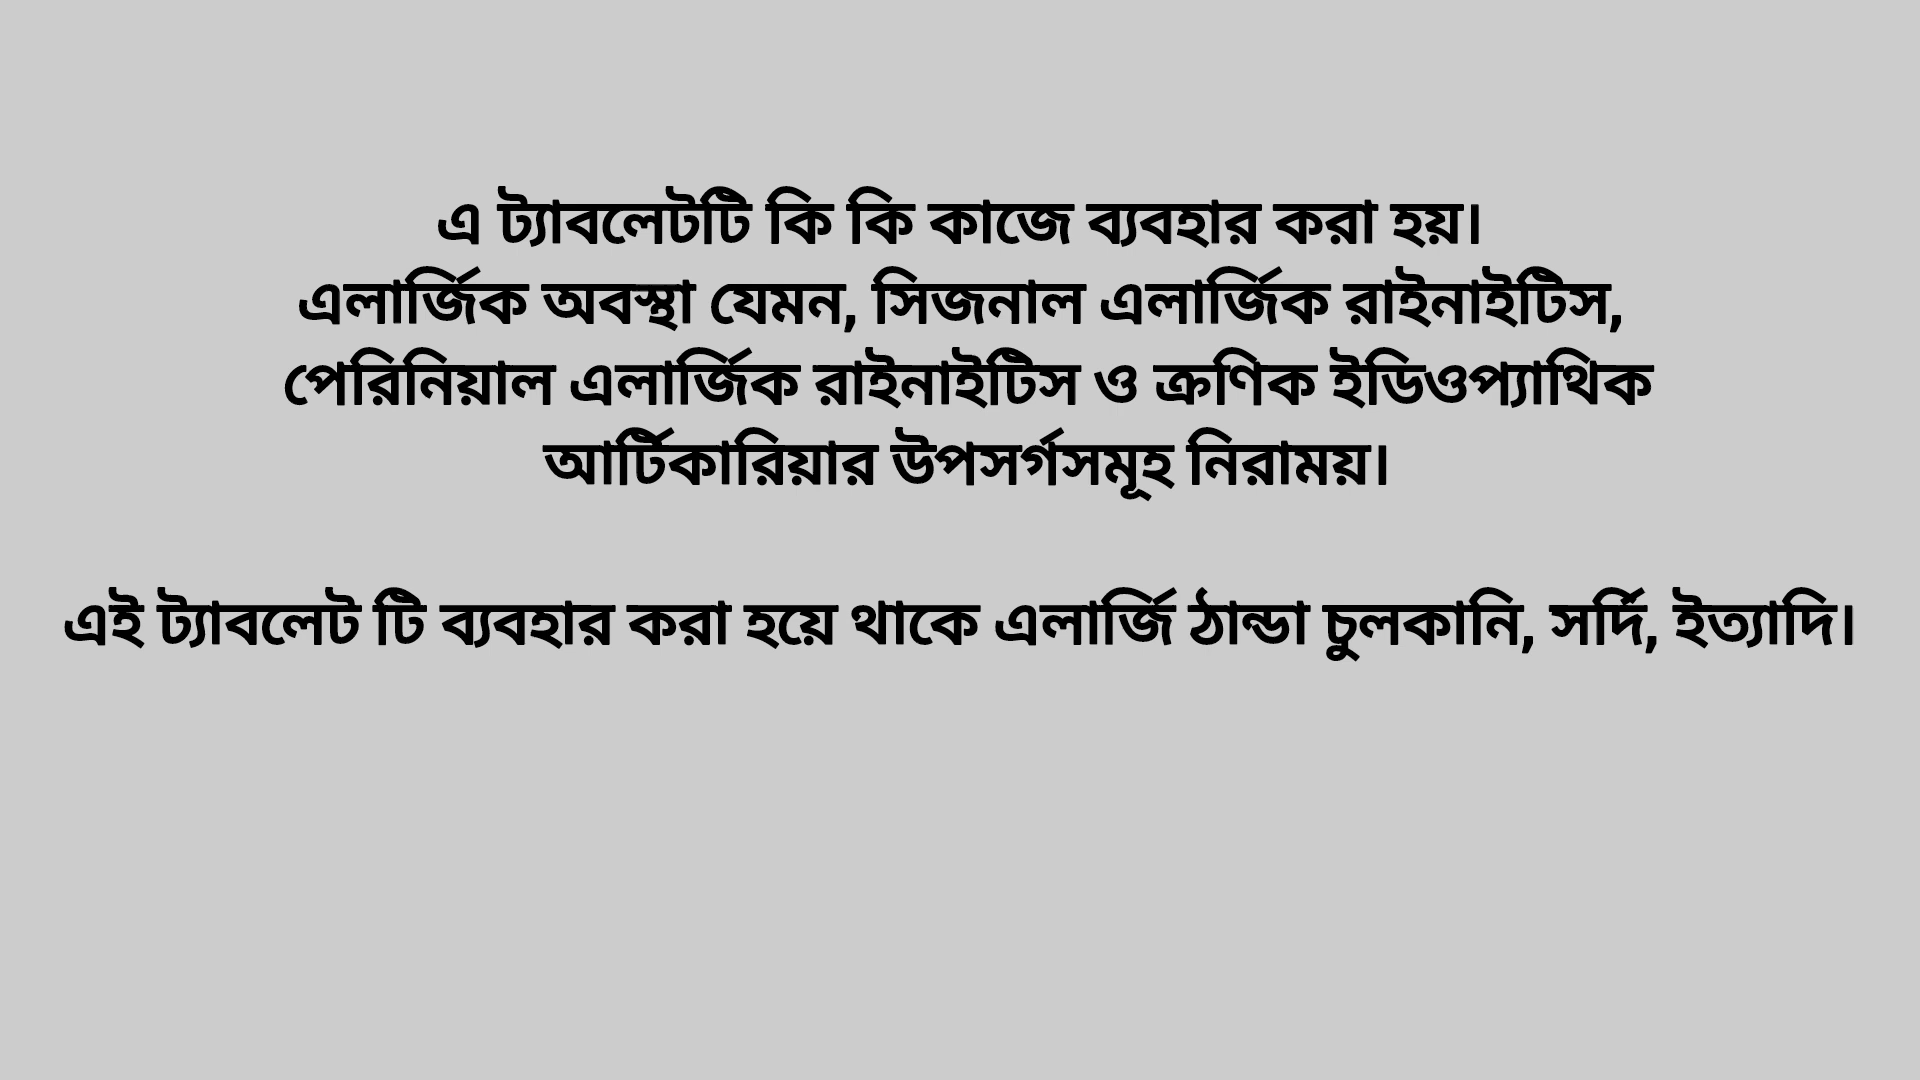 এ ট্যাবলেটটি কি কি কাজে ব্যবহার করা হয়।
এলার্জিক অবস্থা যেমন, সিজনাল এলার্জিক রাইনাইটিস,
পেরিনিয়াল এলার্জিক রাইনাইটিস ও ক্রণিক ইডিওপ্যাথিক
আর্টিকারিয়ার উপসর্গসমূহ নিরাময়।
এই ট্যাবলেট টি ব্যবহার করা হয়ে থাকে এলার্জি ঠান্ডা চুলকানি, সর্দি, ইত্যাদি।